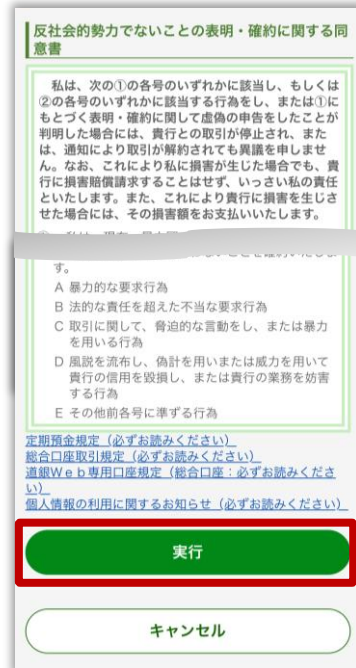 反社会的勢力でないことの表明・確約に関する同
意書
私は、次の①の各号のいずれかに該当し、もしくは
②の各号のいずれかに該当する行為をし、または①に
もとづく表明・確約に関して虚偽の申告をしたことが
判明した場合には、貴行との取引が停止され、また
は、通知により取引が解約されても異議を申しませ
ん。なお、これにより私に損害が生じた場合でも、貴
行に損害賠償請求することはせず、いっさい私の責任
といたします。また、これにより貴行に損害を生じさ
せた場合には、その損害額をお支払いいたします。
す。
A 暴力的な要求行為
B 法的な責任を超えた不当な要求行為
C 取引に関して、脅迫的な言動をし、または暴力
を用いる行為
D 風説を流布し、偽計を用いまたは威力を用いて
貴行の信用を毀損し、または貴行の業務を妨害
する行為
E その他前各号に準ずる行為
定期預金規定（必ずお読みください）
総合口座取引規定（必ずお読みください）
道銀Ｗｅｂ専用口座規定（総合口座：必ずお読みくださ
い）
個人情報の利用に関するお知らせ（必ずお読みください）
実行
キャンセル